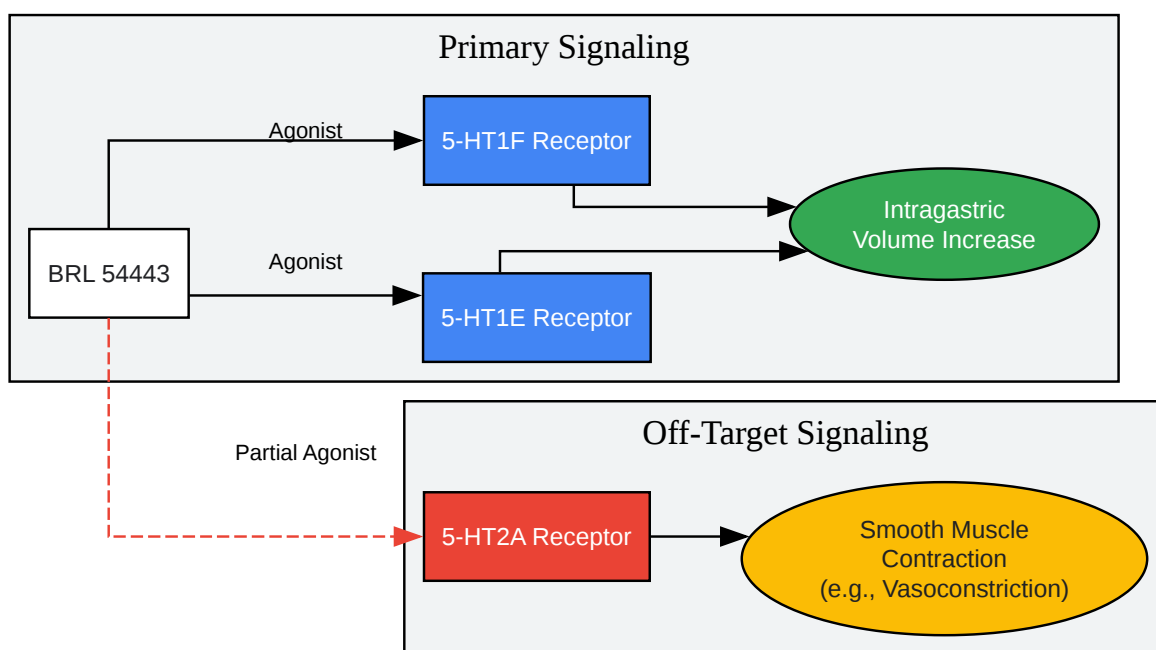 Primary Signaling
Agonist
5-HT1F Receptor
Intragastric
Volume Increase
BRL 54443
Agonist
5-HT1E Receptor
Off-Target Signaling
Partial Agonist
5-HT2A Receptor
Smooth Muscle
Contraction
(e.g., Vasoconstriction)